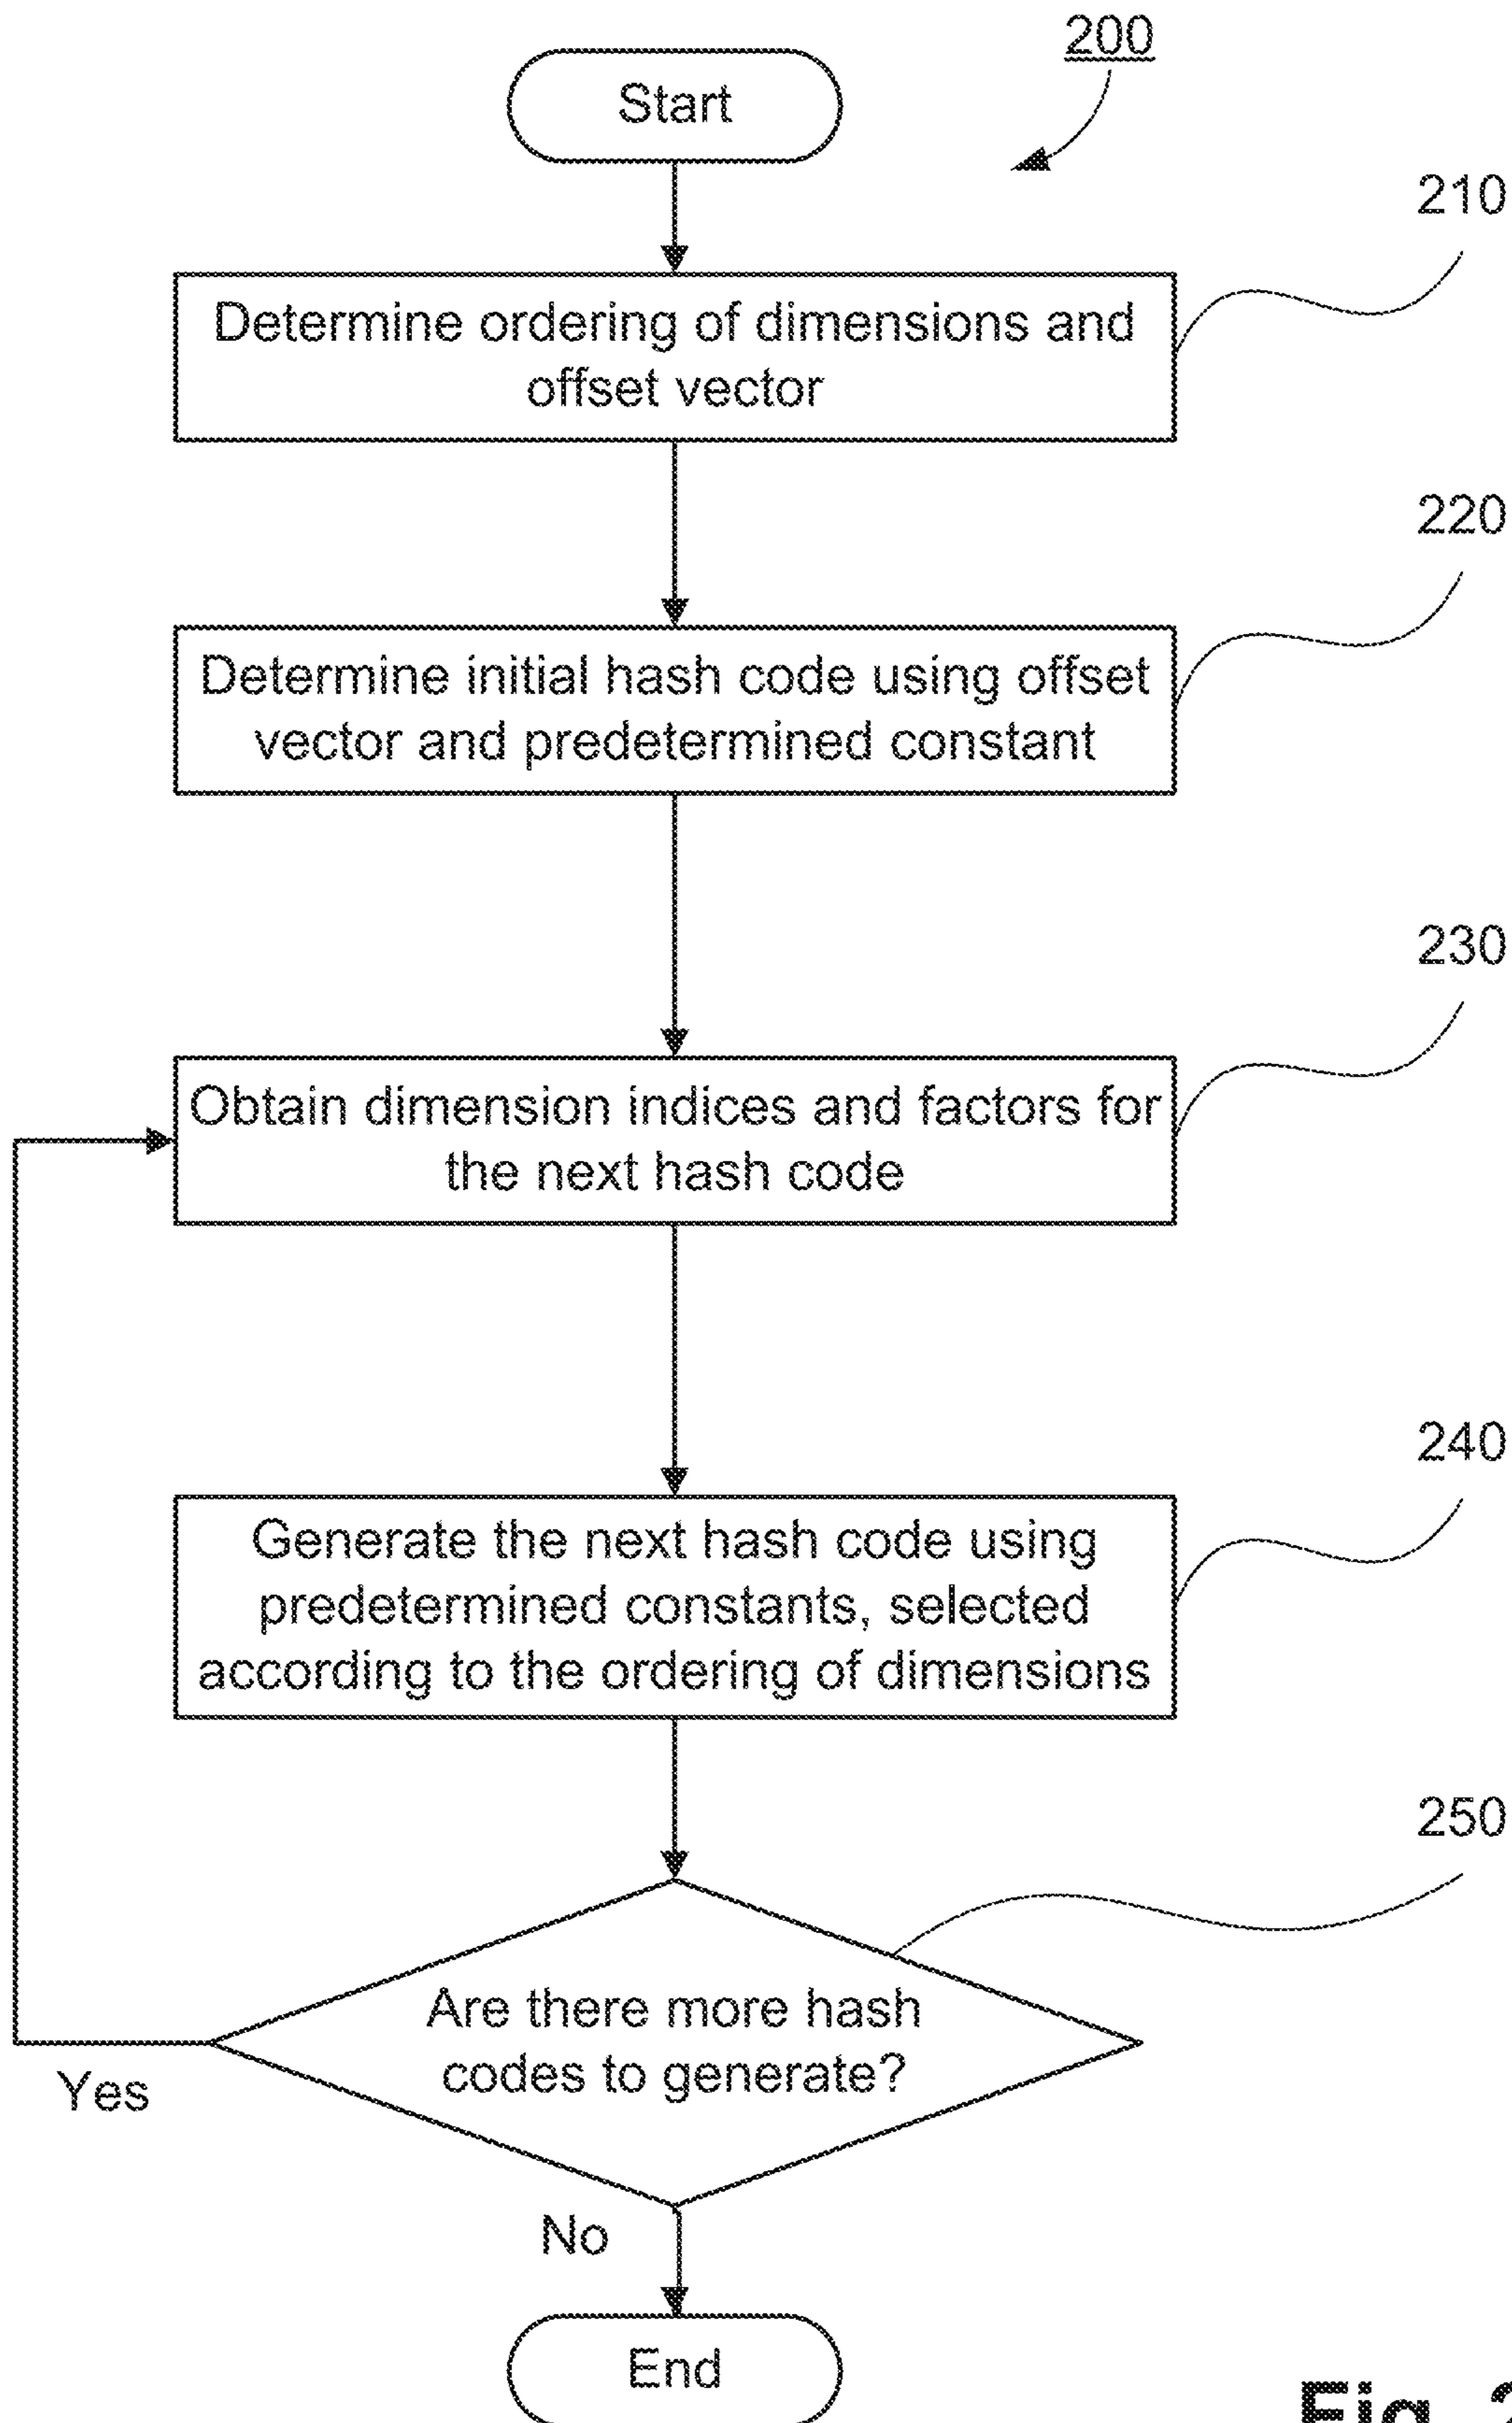 200
Start
210
Determine ordering of dimensions and
offset vector
220
Determine initial hash code using offset
vector and predetermined constant
230
Obtain dimension indices and factors for
the next hash code
240
Generate the next hash code using
predetermined constants, selected
according to the ordering of dimensions
250
Are there more hash
codes to generate?
Yes
No
End
Fig.